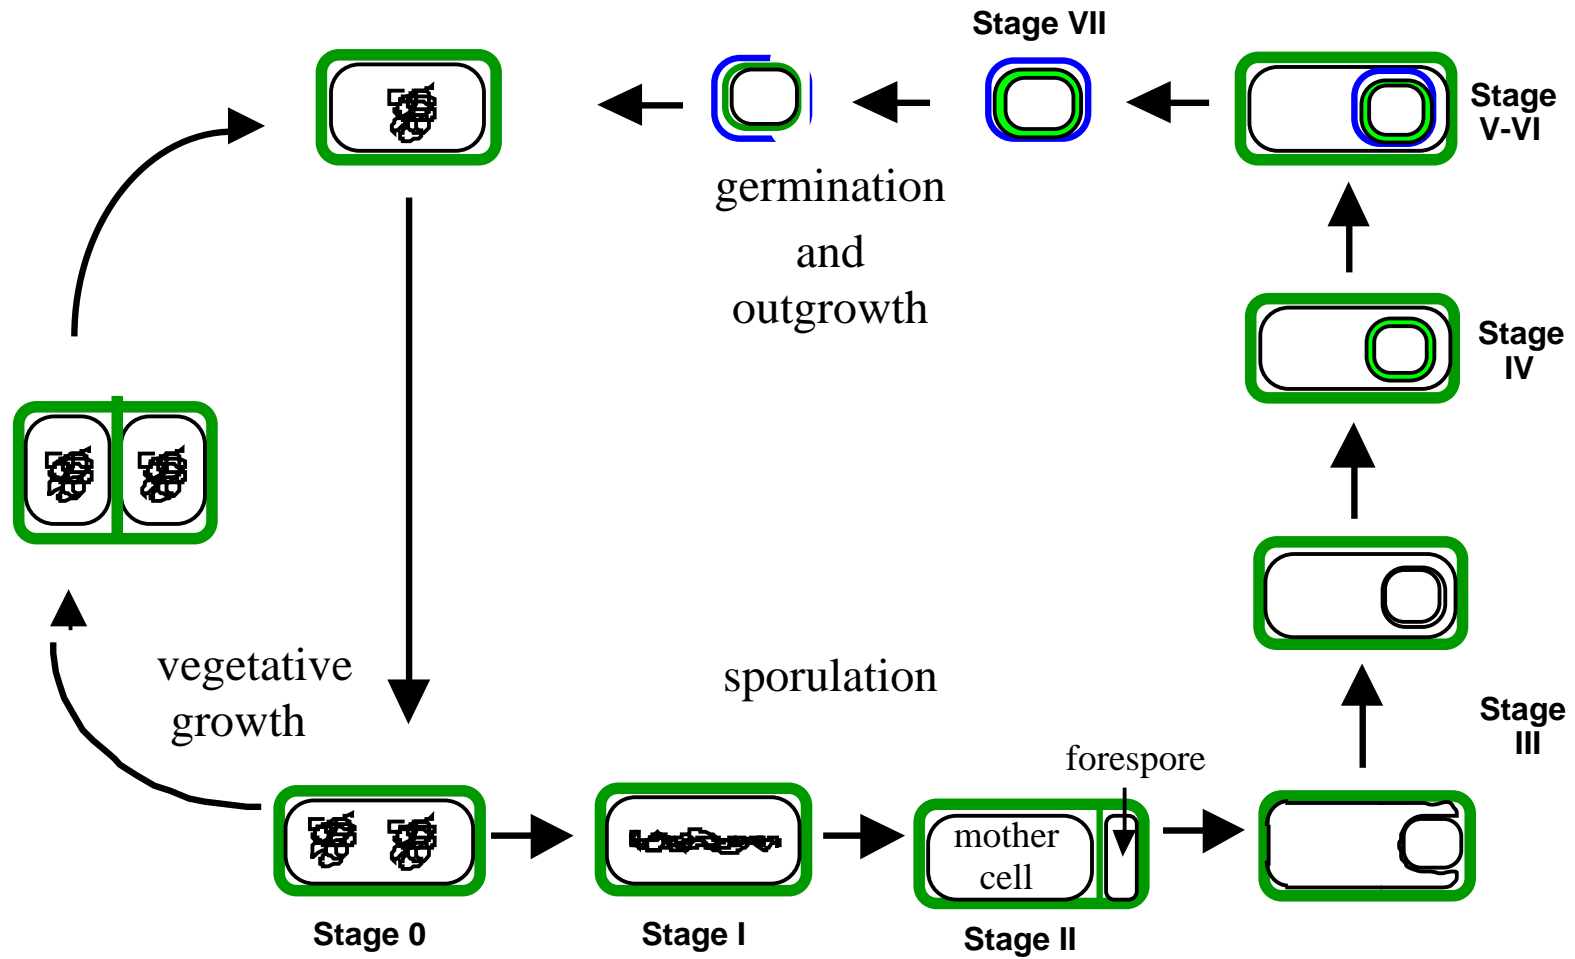 Stage VII
Stage
V-VI
germination
and
outgrowth
Stage
IV
vegetative
growth
sporulation
Stage
III
forespore
mother
cell
Stage 0
Stage I
Stage II